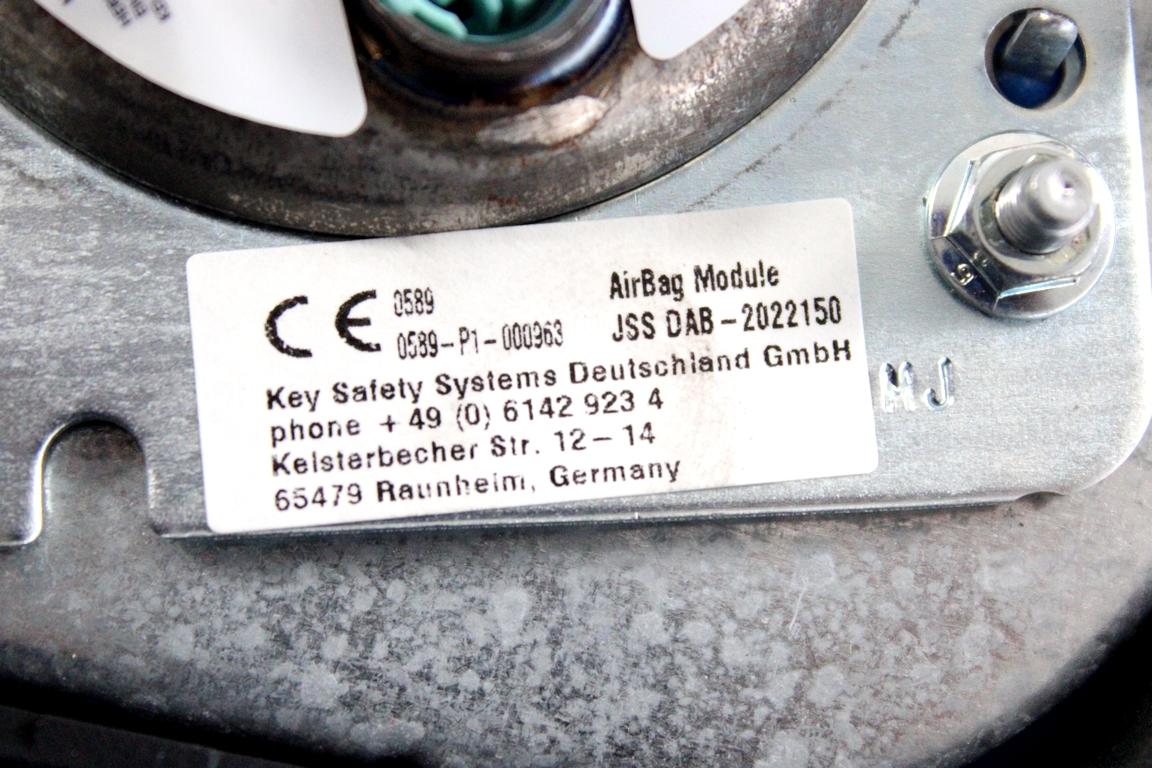 CE 0589
0589-P1-000963
AirBag Module
JSS DAB-2022150
Key Safety Systems Deutschland GmbH
phone + 49 (0) 6142 923 4
Kelsterbecher Str. 12-14
65479 Raunheim, Germany
MJ